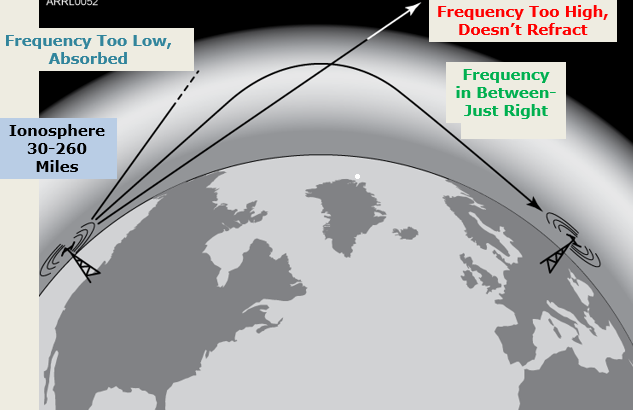 ARRL0052
Frequency Too High,
Doesn’t Refract
Frequency Too Low,
Absorbed
Frequency
in Between-
Just Right
Ionosphere
30-260
Miles